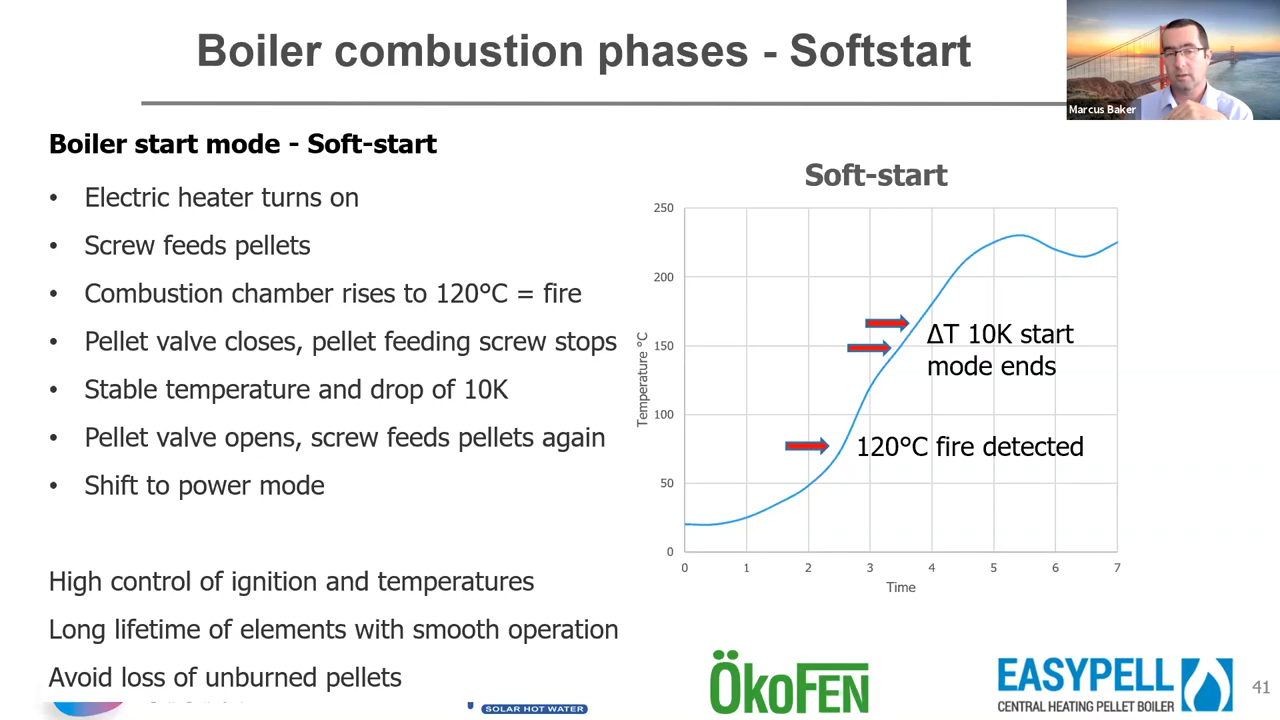 Boiler combustion phases - Softstart
Marcus Baker
Boiler start mode - Soft-start
• Electric heater turns on
• Screw feeds pellets
• Combustion chamber rises to 120°C = fire
• Pellet valve closes, pellet feeding screw stops
• Stable temperature and drop of 10K
• Pellet valve opens, screw feeds pellets again
• Shift to power mode
High control of ignition and temperatures
Long lifetime of elements with smooth operation
Avoid loss of unburned pellets
Soft-start
250
200
150
100
50
0
Temperature °C
ΔT 10K start
mode ends
120°C fire detected
0 1 2 3 4 5 6 7
Time
SOLAR HOT WATER
ÖkoFEN
EASYPELL
CENTRAL HEATING PELLET BOILER
41